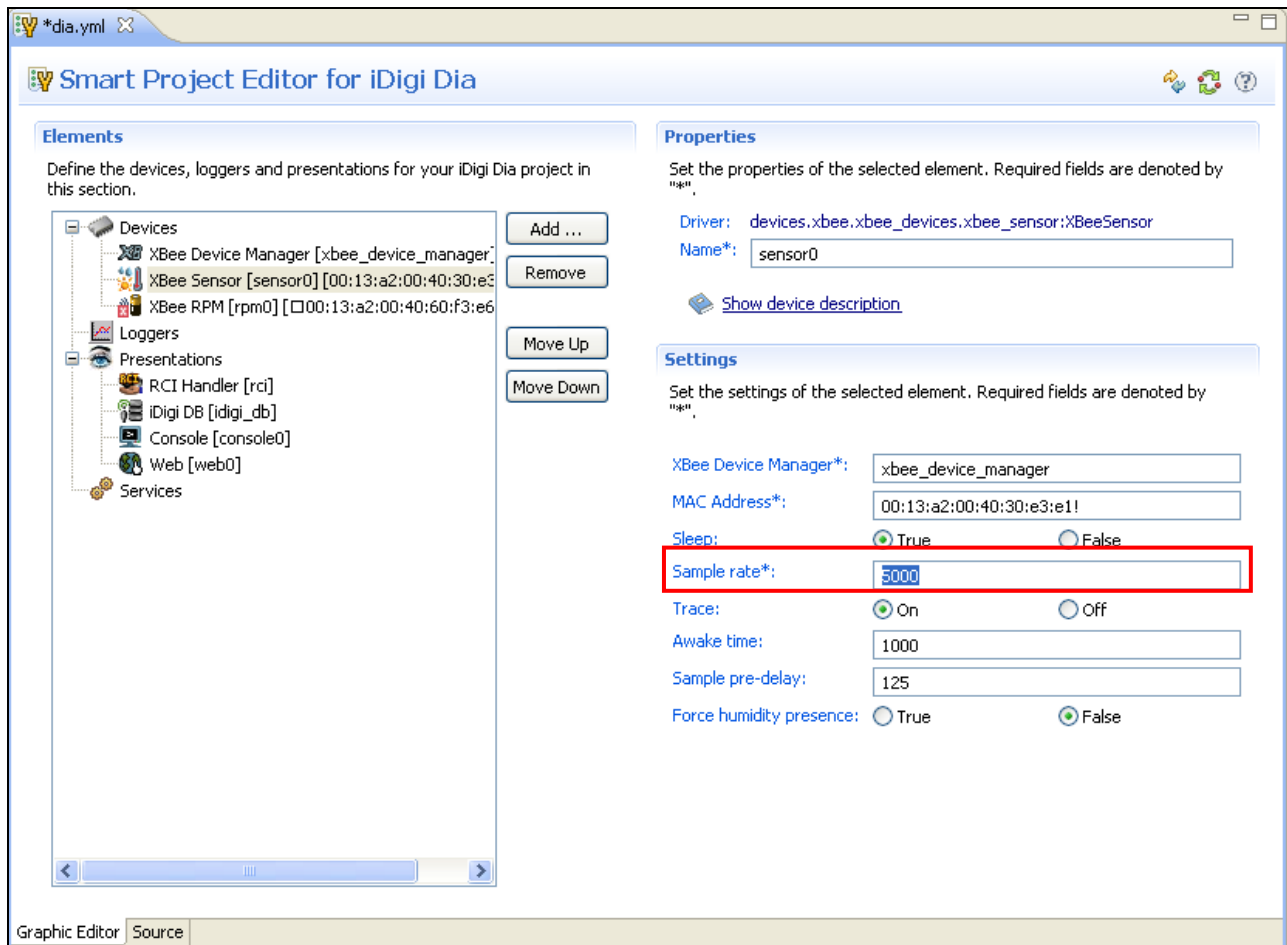 *dia.yml
Smart Project Editor for iDigi Dia
Elements
Define the devices, loggers and presentations for your iDigi Dia project in
this section.
Devices
XBee Device Manager [xbee_device_manager]
XBee Sensor [sensor0] [00:13:a2:00:40:30:e3
XBee RPM [rpm0] [□00:13:a2:00:40:60:f3:e6
Loggers
Presentations
RCI Handler [rci]
iDigi DB [idigi_db]
Console [console0]
Web [web0]
Services
Add ...
Remove
Move Up
Move Down
Properties
Set the properties of the selected element. Required fields are denoted by
"*".
Driver: devices.xbee.xbee_devices.xbee_sensor:XBeeSensor
Name*: sensor0
Show device description
Settings
Set the settings of the selected element. Required fields are denoted by
"*".
XBee Device Manager*: xbee_device_manager
MAC Address*: 00:13:a2:00:40:30:e3:e1!
Sleep: True False
Sample rate*: 5000
Trace: On Off
Awake time: 1000
Sample pre-delay: 125
Force humidity presence: True False
Graphic Editor Source